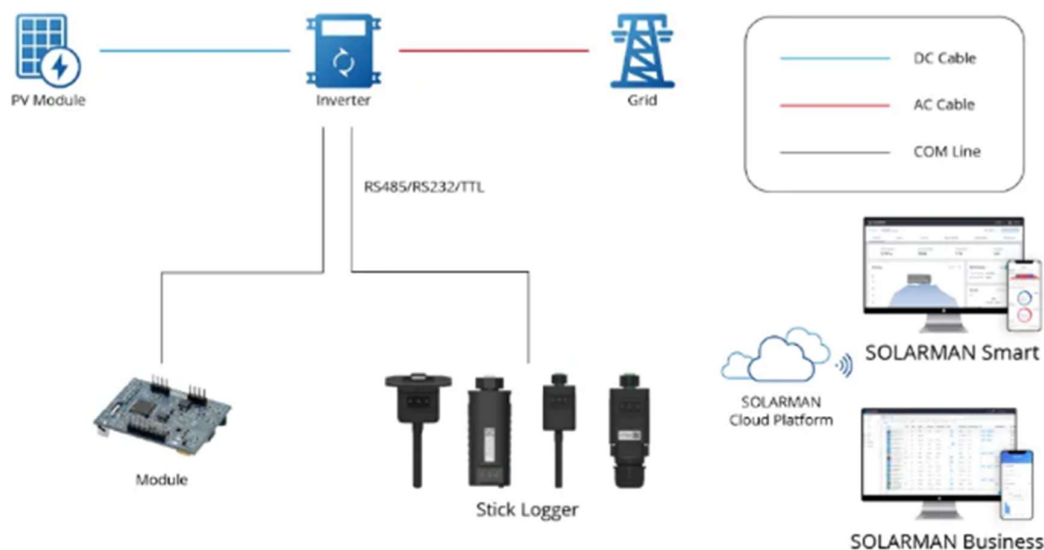 PV Module
Inverter
Grid
DC Cable
AC Cable
COM Line
RS485/RS232/TTL
SOLARMAN Smart
SOLARMAN
Cloud Platform
Module
Stick Logger
SOLARMAN Business